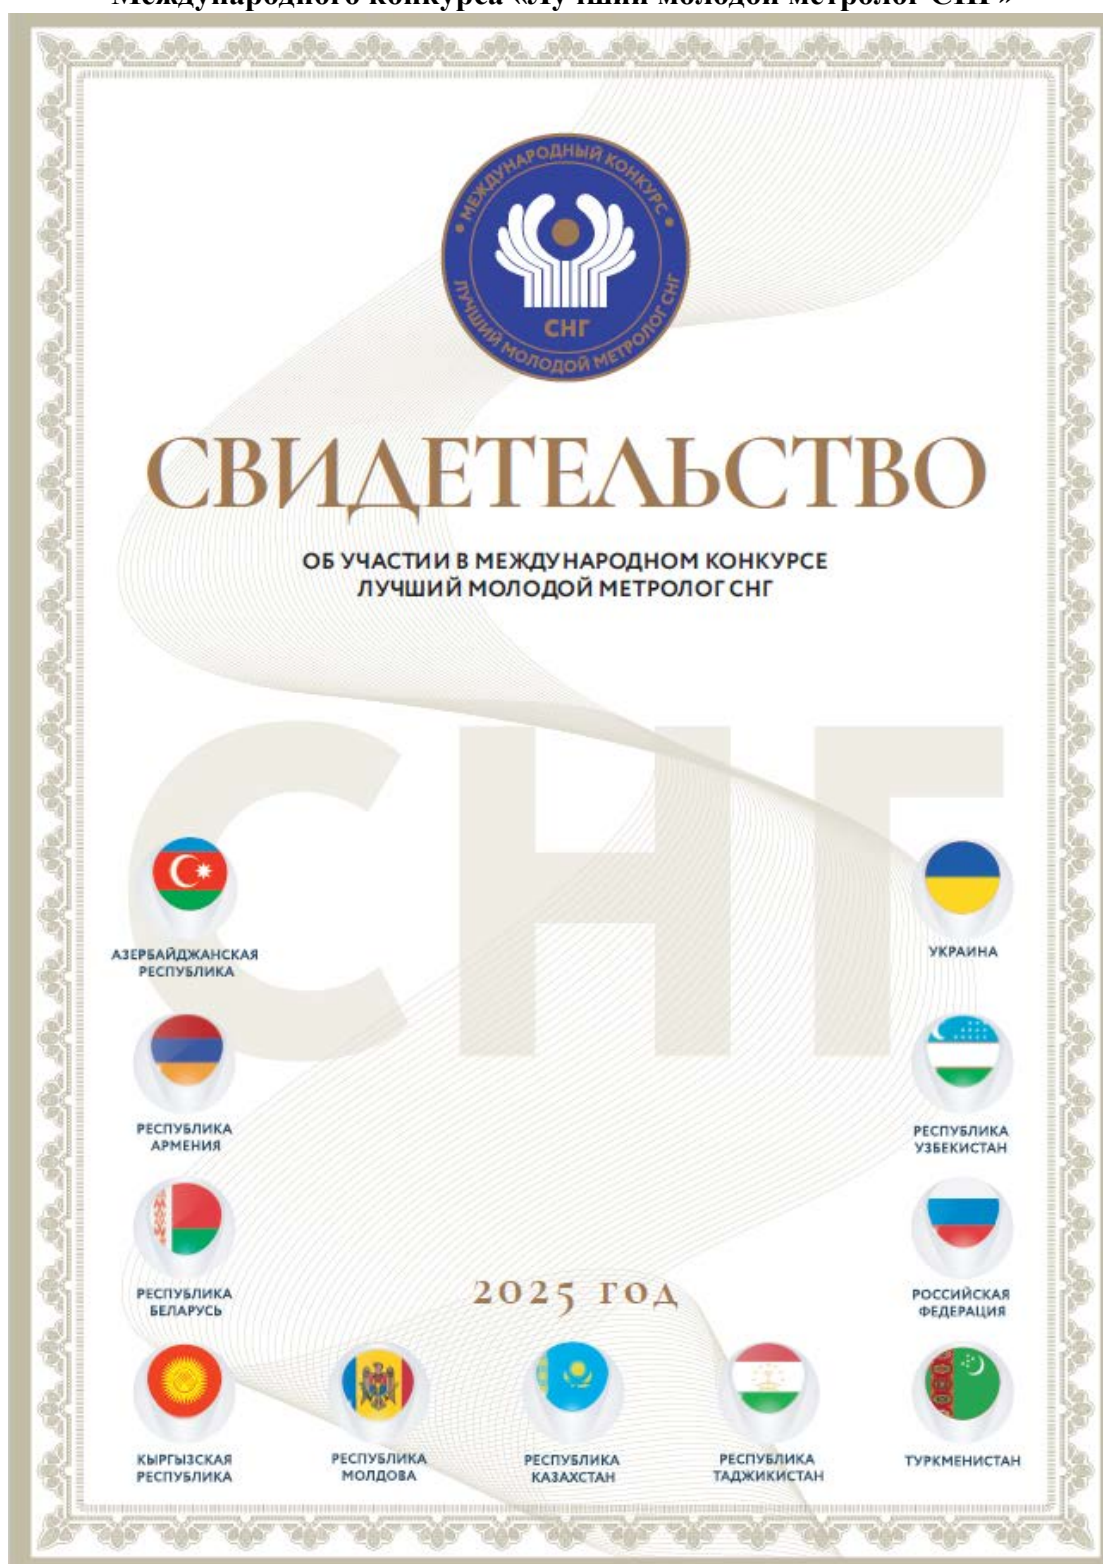 Международного конкурса «Лучший молодой метролог СНГ»
МЕЖДУНАРОДНЫЙ КОНКУРС
СНГ
ЛУЧШИЙ МОЛОДОЙ МЕТРОЛОГ СНГ
СВИДЕТЕЛЬСТВО
ОБ УЧАСТИИ В МЕЖДУНАРОДНОМ КОНКУРСЕ
ЛУЧШИЙ МОЛОДОЙ МЕТРОЛОГ СНГ
СНГ
АЗЕРБАЙДЖАНСКАЯ
РЕСПУБЛИКА
УКРАИНА
РЕСПУБЛИКА
АРМЕНИЯ
РЕСПУБЛИКА
УЗБЕКИСТАН
РЕСПУБЛИКА
БЕЛАРУСЬ
2025 год
РОССИЙСКАЯ
ФЕДЕРАЦИЯ
КЫРГЫЗСКАЯ
РЕСПУБЛИКА
РЕСПУБЛИКА
МОЛДОВА
РЕСПУБЛИКА
КАЗАХСТАН
РЕСПУБЛИКА
ТАДЖИКИСТАН
ТУРКМЕНИСТАН